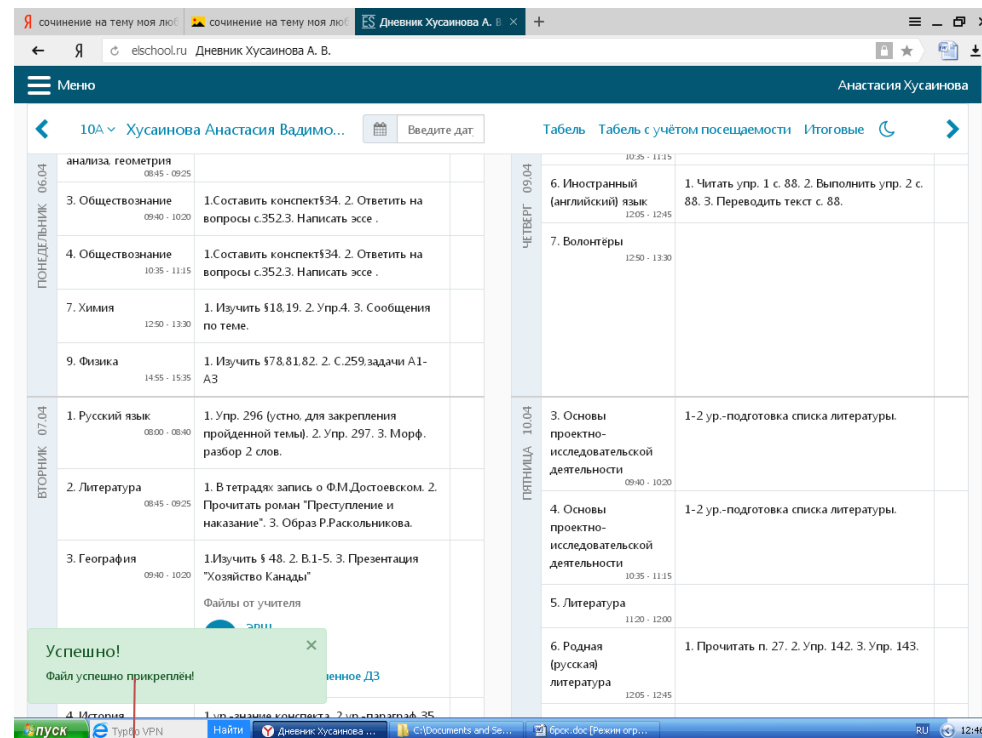 сочинение на тему моя люб
сочинение на тему моя люб
Дневник Хусаинова А. В
elschool.ru Дневник Хусаинова А. В.
Меню
Анастасия Хусаинова
10А Хусаинова Анастасия Вадимо...
Введите дат
Табель Табель с учётом посещаемости Итоговые
ПОНЕДЕЛЬНИК 06.04
анализа, геометрия
08:45 - 09:25
3. Обществознание
09:40 - 10:20
1.Составить конспект§34. 2. Ответить на
вопросы с.352.3. Написать эссе .
4. Обществознание
10:35 - 11:15
1.Составить конспект§34. 2. Ответить на
вопросы с.352.3. Написать эссе .
7. Химия
12:50 - 13:30
1. Изучить §18,19. 2. Упр.4. 3. Сообщения
по теме.
9. Физика
14:55 - 15:35
1. Изучить §78,81,82. 2. С.259,задачи А1-
А3
ВТОРНИК 07.04
1. Русский язык
08:00 - 08:40
1. Упр. 296 (устно, для закрепления
пройденной темы). 2. Упр. 297. 3. Морф.
разбор 2 слов.
2. Литература
08:45 - 09:25
1. В тетрадях запись о Ф.М.Достоевском. 2.
Прочитать роман "Преступление и
наказание". 3. Образ Р.Раскольникова.
3. География
09:40 - 10:20
1.Изучить § 48. 2. В.1-5. 3. Презентация
"Хозяйство Канады"
Файлы от учителя
ЭРШ
ЧЕТВЕРГ 09.04
10:35 - 11:15
6. Иностранный
(английский) язык
12:05 - 12:45
1. Читать упр. 1 с. 88. 2. Выполнить упр. 2 с.
88. 3. Переводить текст с. 88.
7. Волонтёры
12:50 - 13:30
ПЯТНИЦА 10.04
3. Основы
проектно-
исследовательской
деятельности
09:40 - 10:20
1-2 ур.-подготовка списка литературы.
4. Основы
проектно-
исследовательской
деятельности
10:35 - 11:15
1-2 ур.-подготовка списка литературы.
5. Литература
11:20 - 12:00
6. Родная
(русская)
литература
12:05 - 12:45
1. Прочитать п. 27. 2. Упр. 142. 3. Упр. 143.
Успешно!
Файл успешно прикреплён!
ДЗ
4. История
1 ур.-знание конспекта. 2 ур.-параграф 35
пуск
Турбо VPN
Найти
Дневник Хусаинова ...
C:\Documents and Se...
брск.doc [Режим огр...
RU
12:46